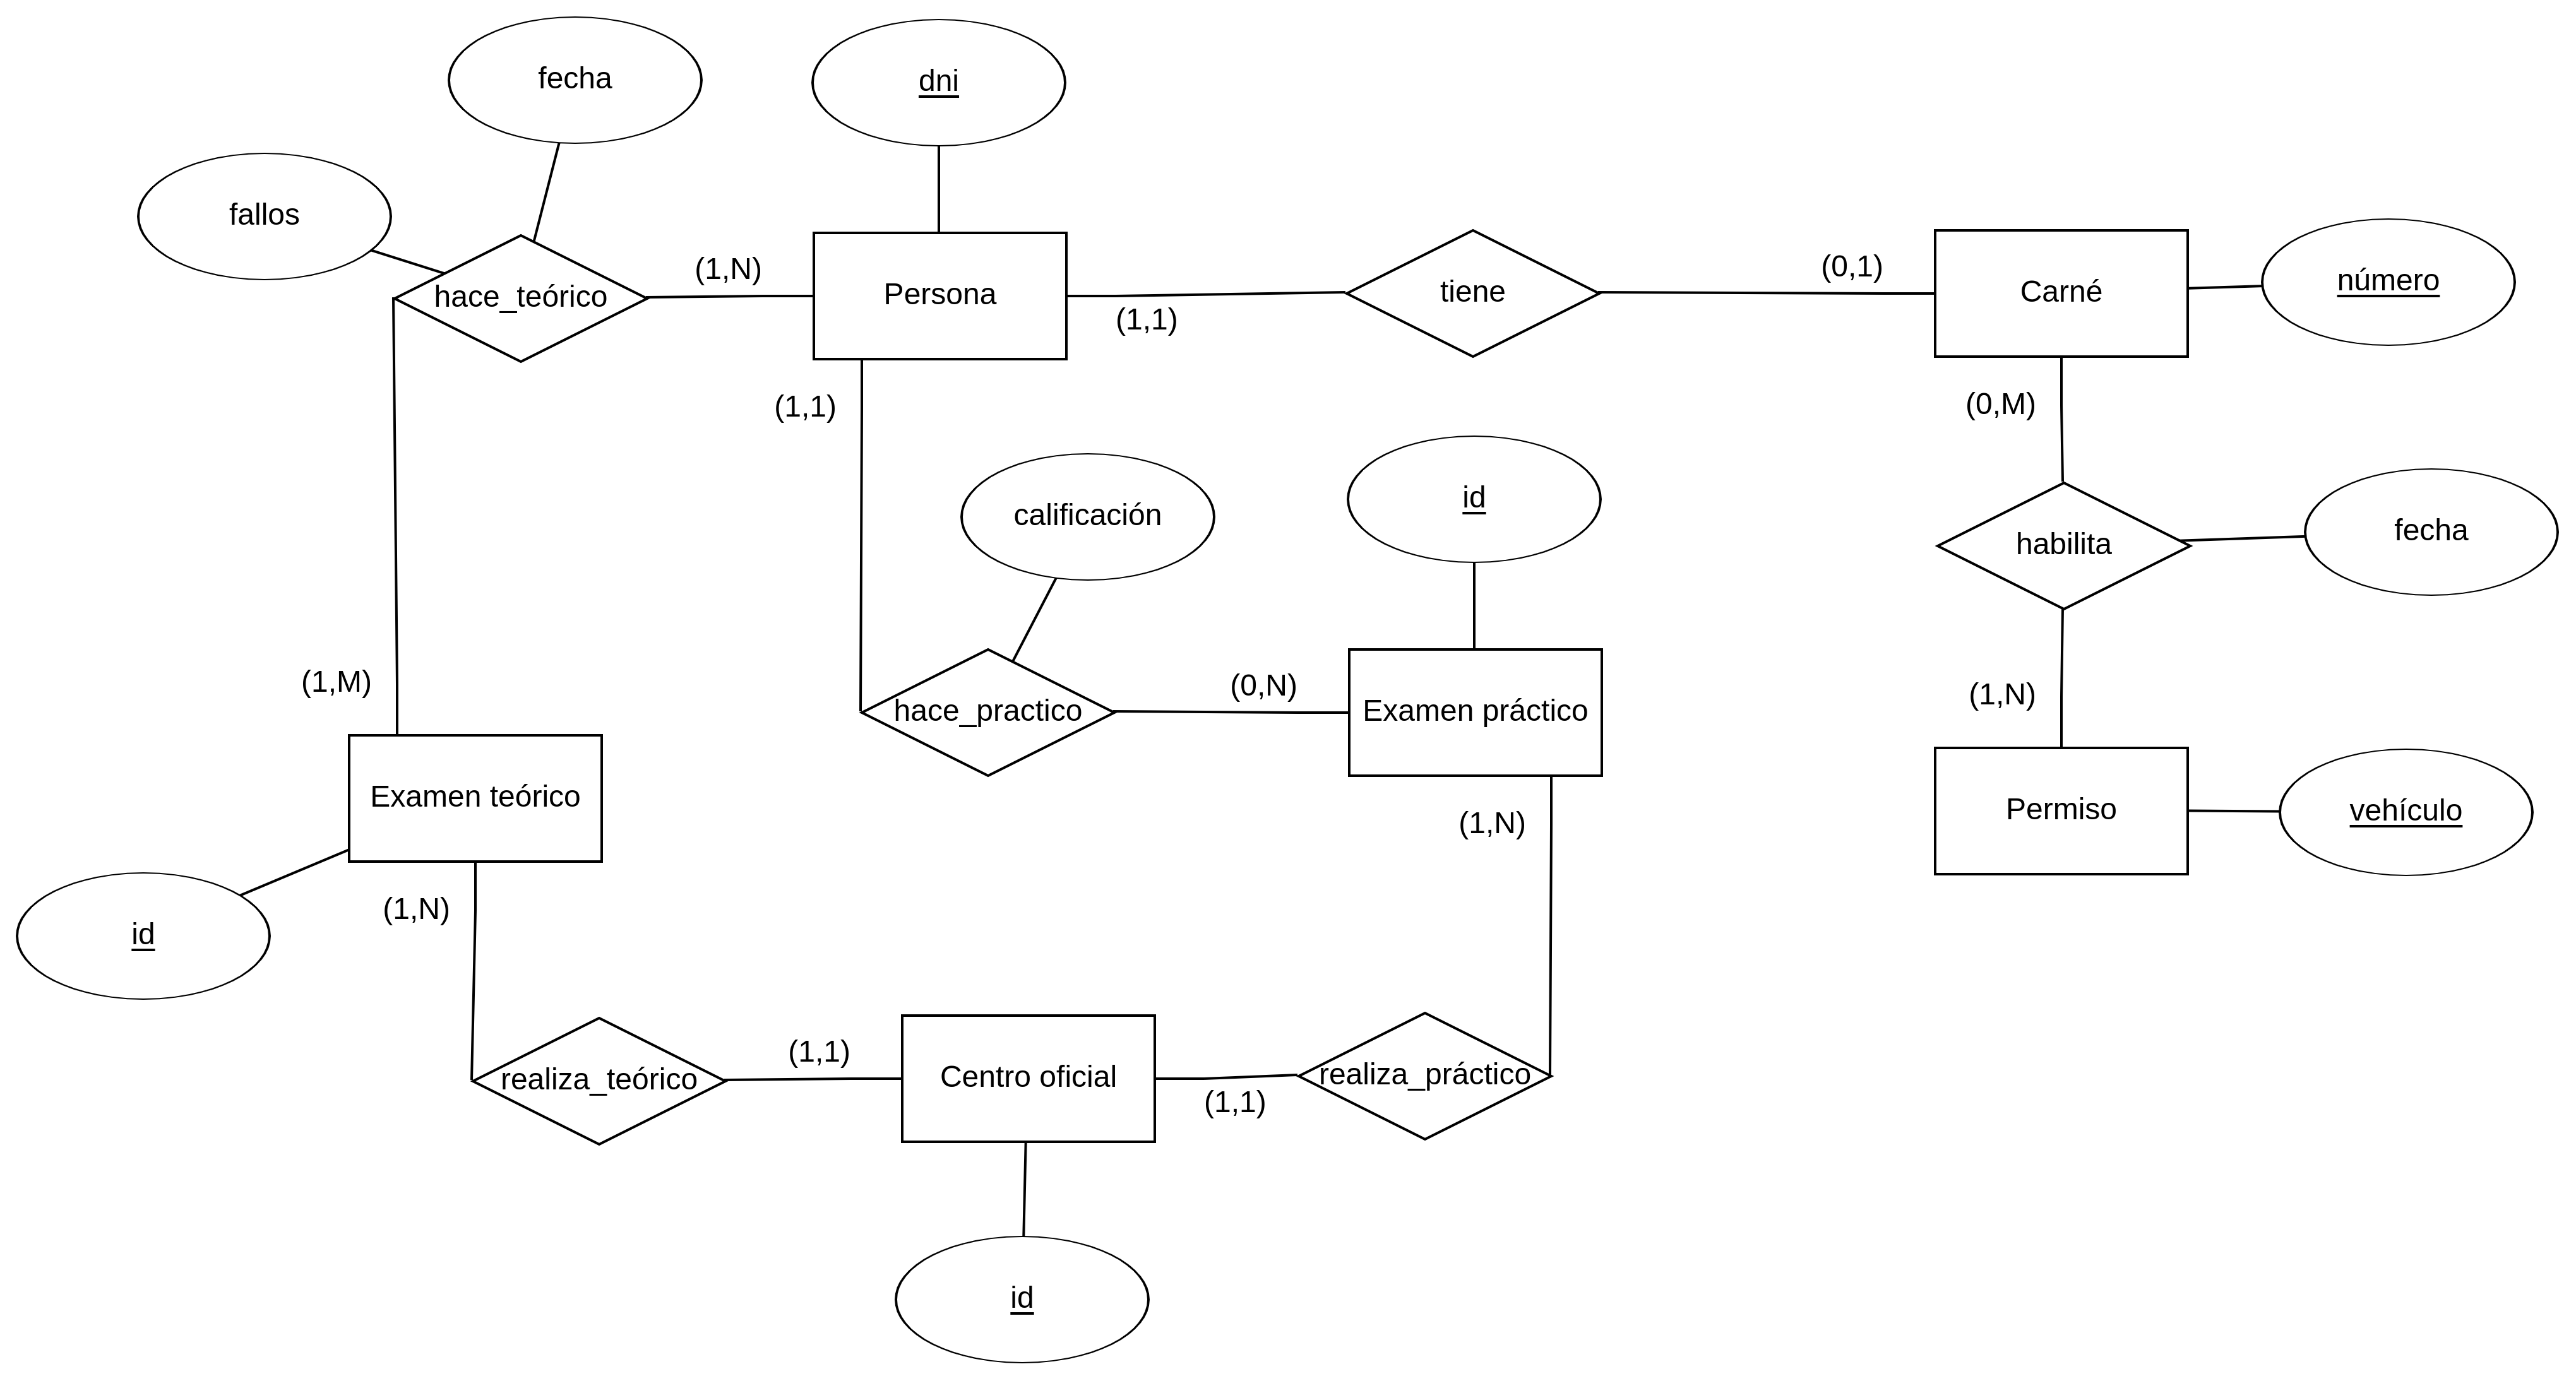 fecha
dni
fallos
hace_teórico
(1,N)
Persona
(1,1)
tiene
(0,1)
Carné
número
(1,1)
(0,M)
calificación
id
habilita
fecha
(1,M)
hace_practico
(0,N)
Examen práctico
(1,N)
Examen teórico
(1,N)
Permiso
vehículo
id
(1,N)
realiza_teórico
(1,1)
Centro oficial
(1,1)
realiza_práctico
id